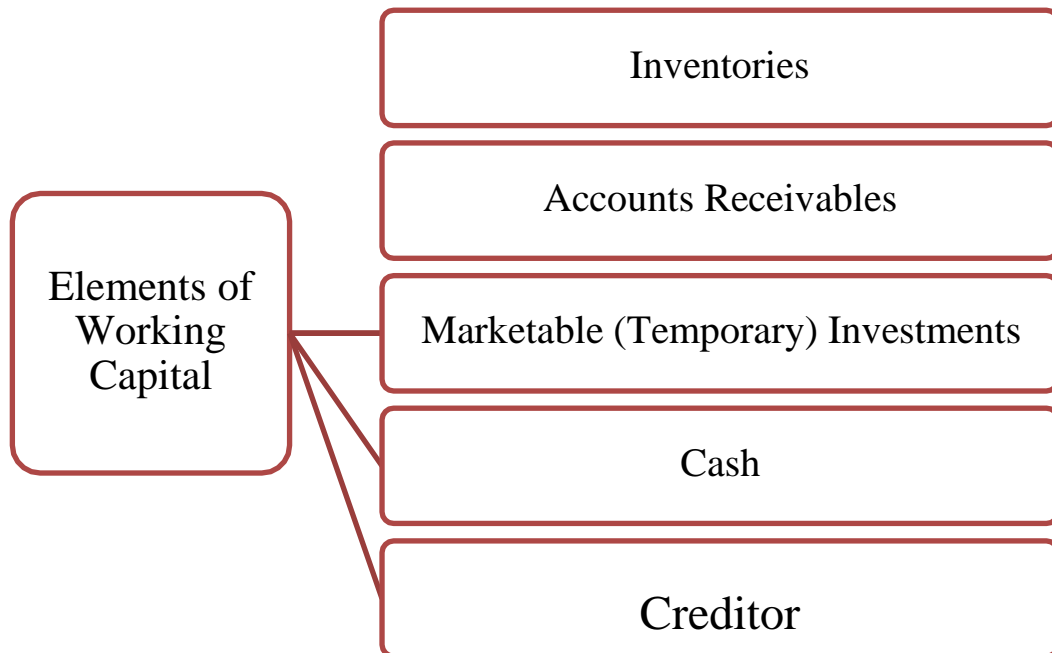 Inventories
Accounts Receivables
Elements of
Working
Capital
Marketable (Temporary) Investments
Cash
Creditor